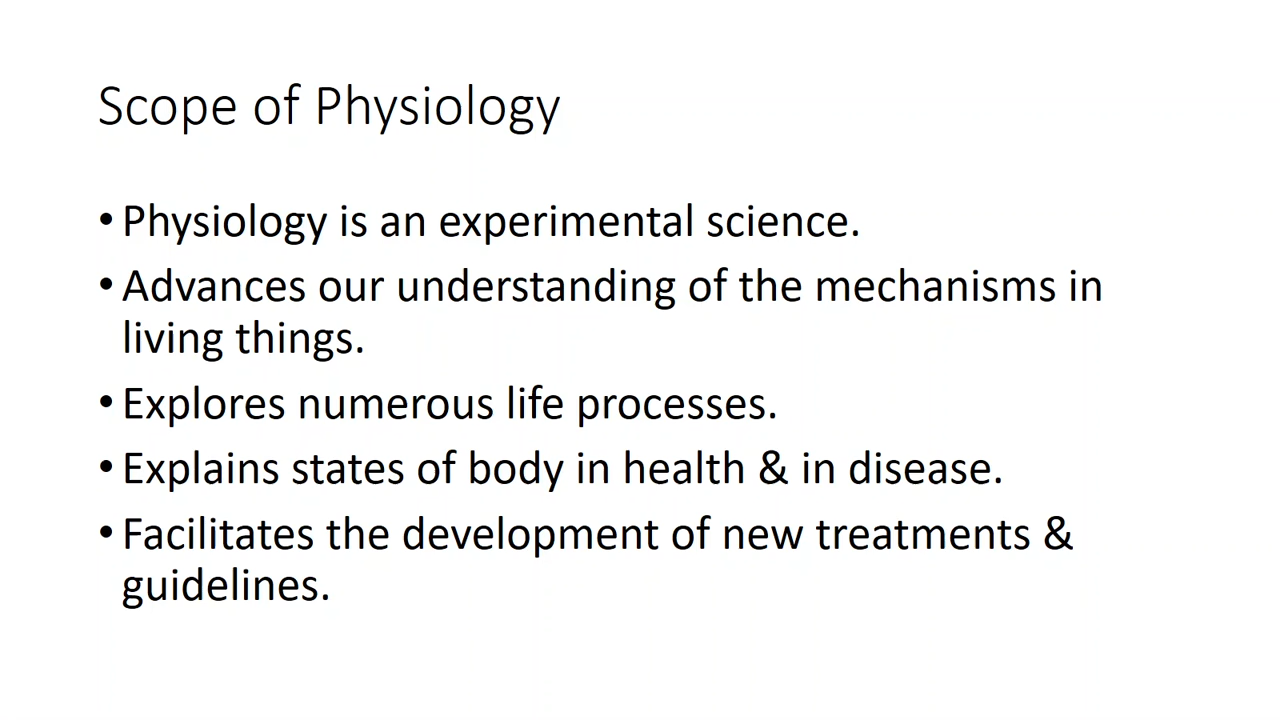 Scope of Physiology
• Physiology is an experimental science.
• Advances our understanding of the mechanisms in
living things.
• Explores numerous life processes.
• Explains states of body in health & in disease.
• Facilitates the development of new treatments &
guidelines.